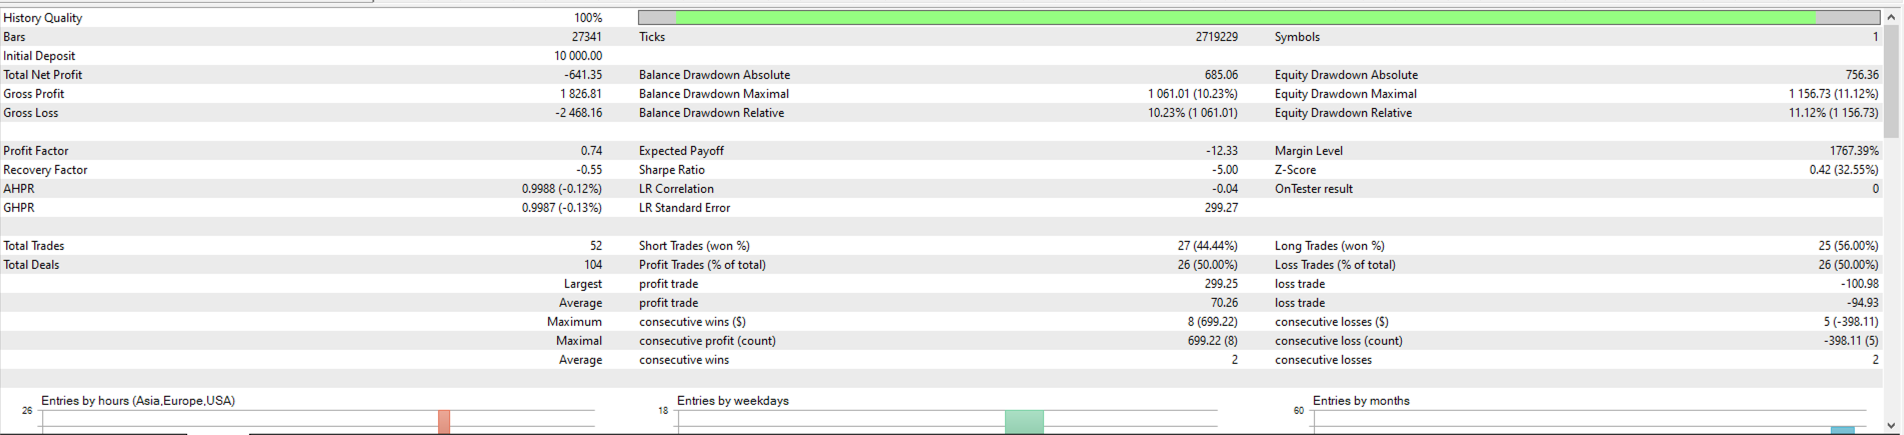 History Quality 100%
Bars 27341 Ticks 2719229 Symbols 1
Initial Deposit 10 000.00
Total Net Profit -641.35 Balance Drawdown Absolute 685.06 Equity Drawdown Absolute 756.36
Gross Profit 1 826.81 Balance Drawdown Maximal 1 061.01 (10.23%) Equity Drawdown Maximal 1 156.73 (11.12%)
Gross Loss -2 468.16 Balance Drawdown Relative 10.23% (1 061.01) Equity Drawdown Relative 11.12% (1 156.73)
Profit Factor 0.74 Expected Payoff -12.33 Margin Level 1767.39%
Recovery Factor -0.55 Sharpe Ratio -5.00 Z-Score 0.42 (32.55%)
AHPR 0.9988 (-0.12%) LR Correlation -0.04 OnTester result 0
GHPR 0.9987 (-0.13%) LR Standard Error 299.27
Total Trades 52 Short Trades (won %) 27 (44.44%) Long Trades (won %) 25 (56.00%)
Total Deals 104 Profit Trades (% of total) 26 (50.00%) Loss Trades (% of total) 26 (50.00%)
Largest profit trade 299.25 loss trade -100.98
Average profit trade 70.26 loss trade -94.93
Maximum consecutive wins ($) 8 (699.22) consecutive losses ($) 5 (-398.11)
Maximal consecutive profit (count) 699.22 (8) consecutive loss (count) -398.11 (5)
Average consecutive wins 2 consecutive losses 2
Entries by hours (Asia,Europe,USA) Entries by weekdays Entries by months
26 18 60